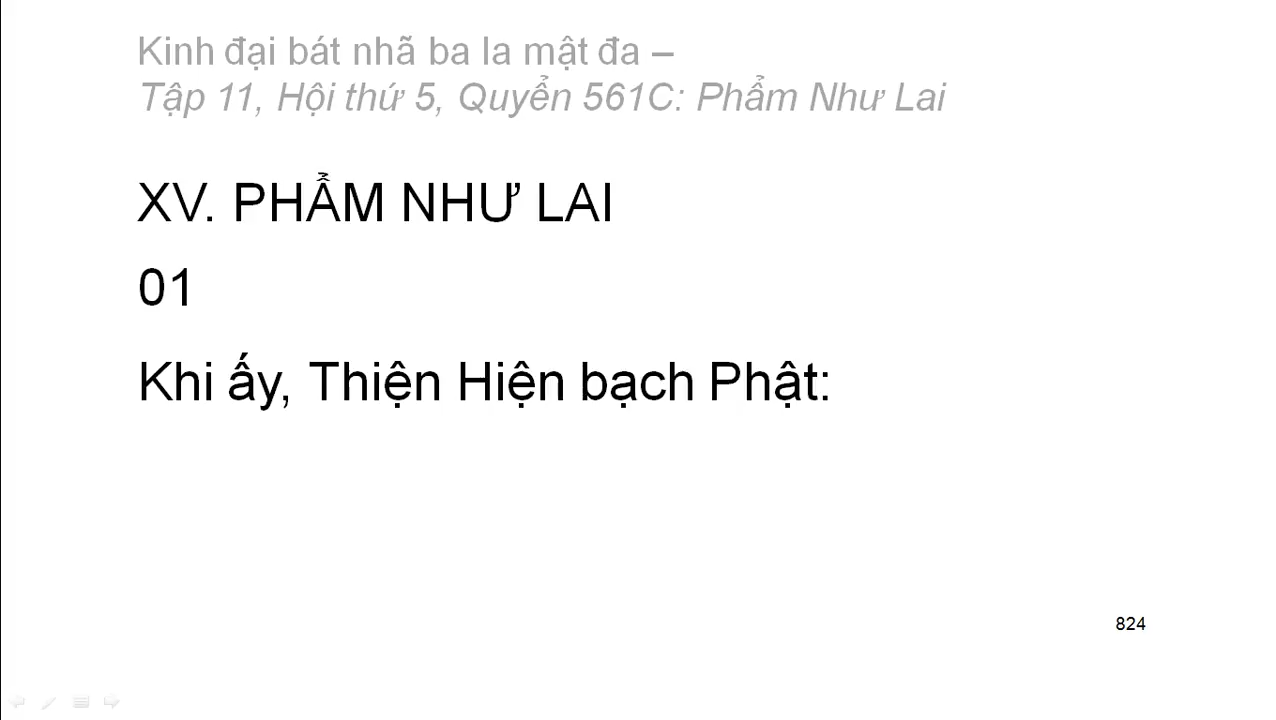 Kinh đại bát nhã ba la mật đa –
Tập 11, Hội thứ 5, Quyển 561C: Phẩm Như Lai
XV. PHẨM NHƯ LAI
01
Khi ấy, Thiện Hiện bạch Phật:
824